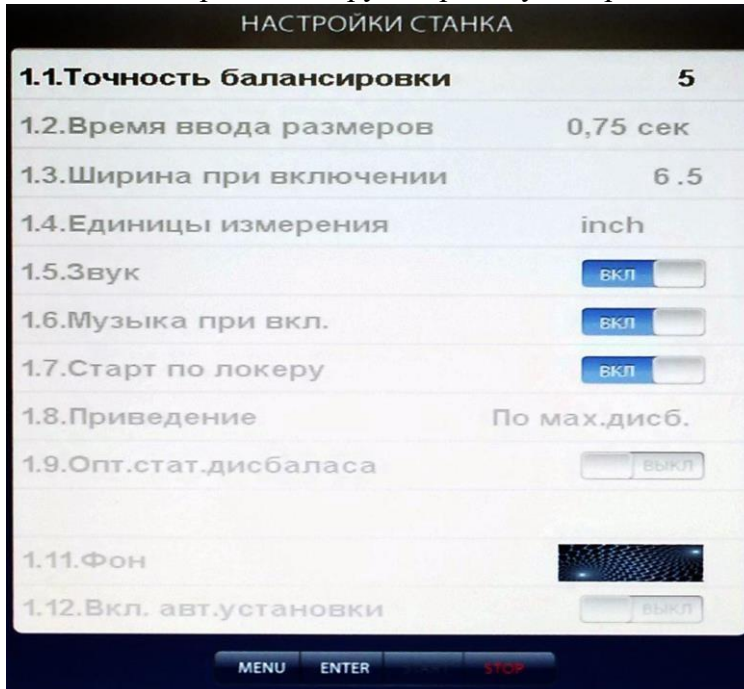 НАСТРОЙКИ СТАНКА
1.1.Точность балансировки 5
1.2.Время ввода размеров 0,75 сек
1.3.Ширина при включении 6.5
1.4.Единицы измерения inch
1.5.Звук ВКЛ
1.6.Музыка при вкл. ВКЛ
1.7.Старт по локеру ВКЛ
1.8.Приведение По мах.дисб.
1.9.Опт.стат.дисбаласа ВЫКЛ
1.11.Фон
1.12.Вкл. авт.установки ВЫКЛ
MENU ENTER START STOP